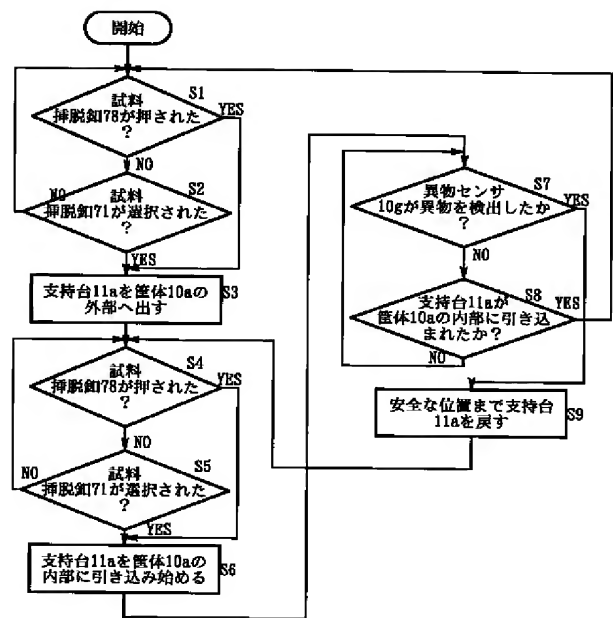 開始
試料
挿脱釦78が押された
?
S1
YES
NO
試料
挿脱釦71が選択された
?
S2
NO
YES
支持台11aを筐体10aの
外部へ出す
S3
試料
挿脱釦78が押された
?
S4
YES
NO
試料
挿脱釦71が選択された
?
S5
NO
YES
支持台11aを筐体10aの
内部に引き込み始める
S6
異物センサ
10gが異物を検出したか
?
S7
YES
NO
支持台11aが
筐体10aの内部に引き込
まれたか?
S8
YES
NO
安全な位置まで支持台
11aを戻す
S9